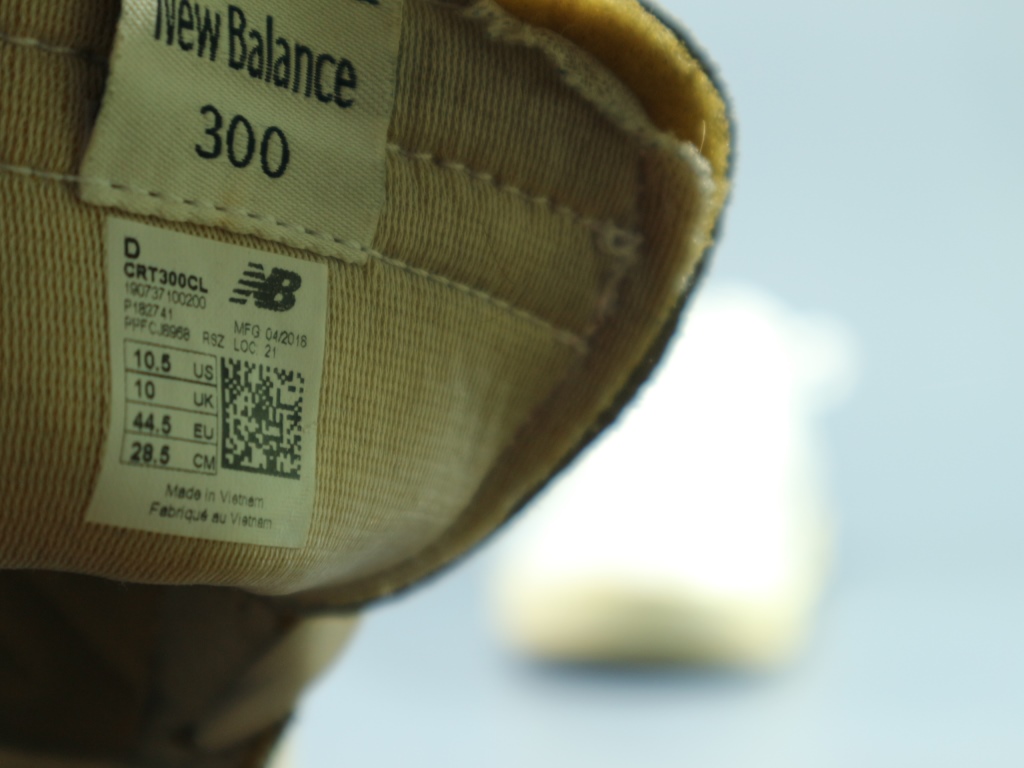 New Balance
300
D
CRT300CL
190737100200
P182741
PPFCJ8968 RSZ
MFG 04/2018
LOC: 21
NB
10.5 US
10 UK
44.5 EU
28.5 CM
Made in Vietnam
Fabriqué au Vietnam